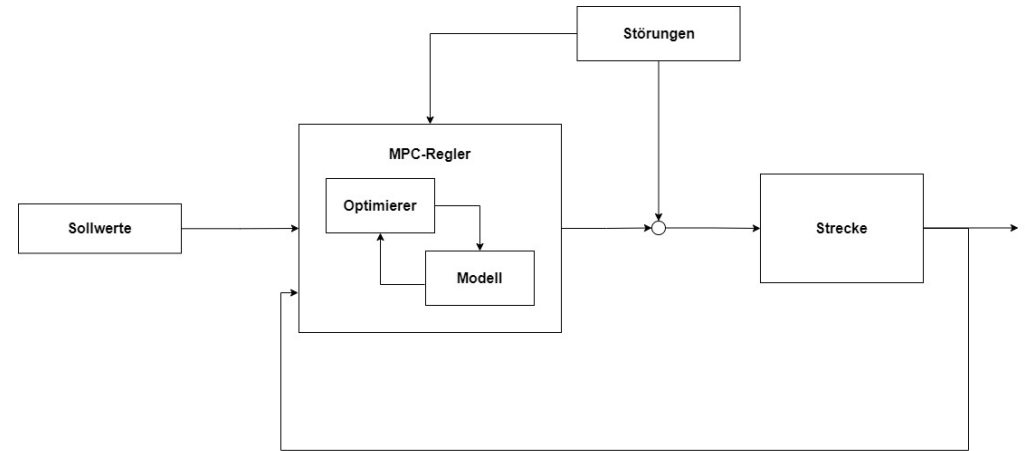 Störungen
MPC-Regler
Optimierer
Sollwerte
Strecke
Modell